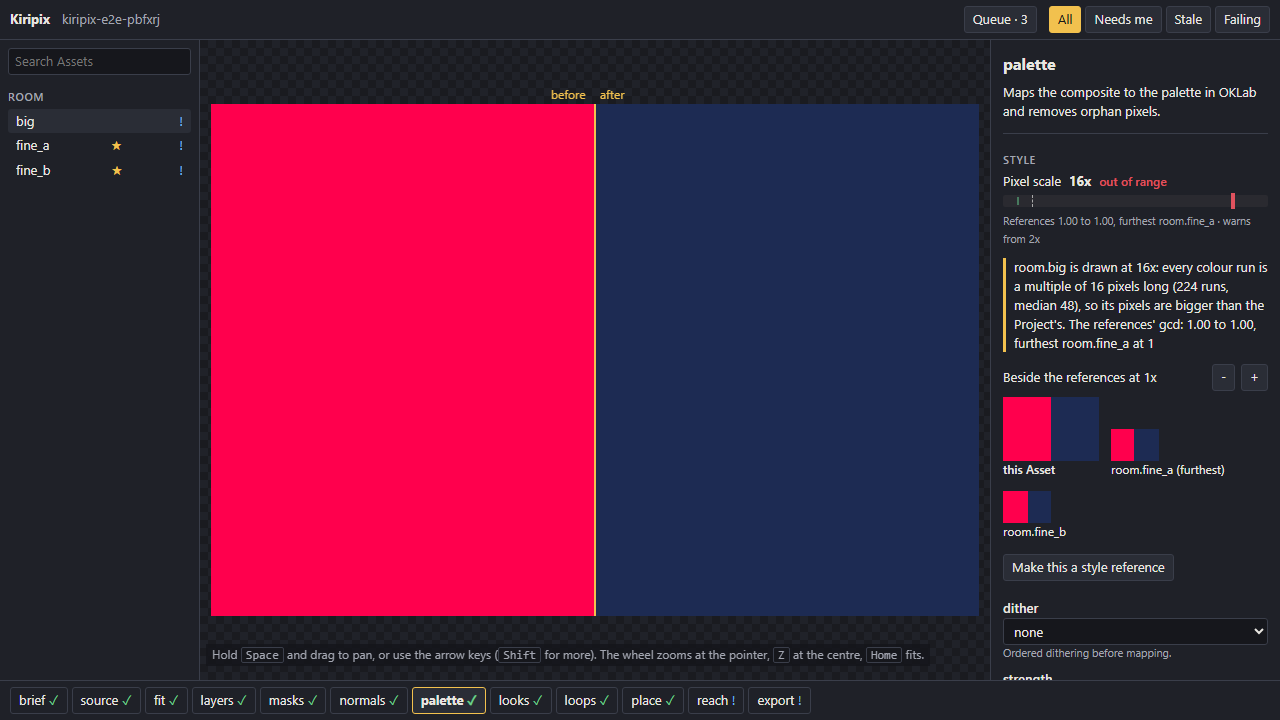 Kiripix kiripix-e2e-pbfxrj Queue · 3 All Needs me Stale Failing
Search Assets
ROOM
big !
fine_a ★ !
fine_b ★ !
before after
Hold Space and drag to pan, or use the arrow keys (Shift for more). The wheel zooms at the pointer, Z at the centre, Home fits.
palette
Maps the composite to the palette in OKLab
and removes orphan pixels.
STYLE
Pixel scale 16x out of range
References 1.00 to 1.00, furthest room.fine_a · warns
from 2x
room.big is drawn at 16x: every colour run is
a multiple of 16 pixels long (224 runs,
median 48), so its pixels are bigger than the
Project's. The references' gcd: 1.00 to 1.00,
furthest room.fine_a at 1
Beside the references at 1x - +
this Asset room.fine_a (furthest)
room.fine_b
Make this a style reference
dither
none
Ordered dithering before mapping.
strength
brief ✓ source ✓ fit ✓ layers ✓ masks ✓ normals ✓ palette ✓ looks ✓ loops ✓ place ✓ reach ! export !